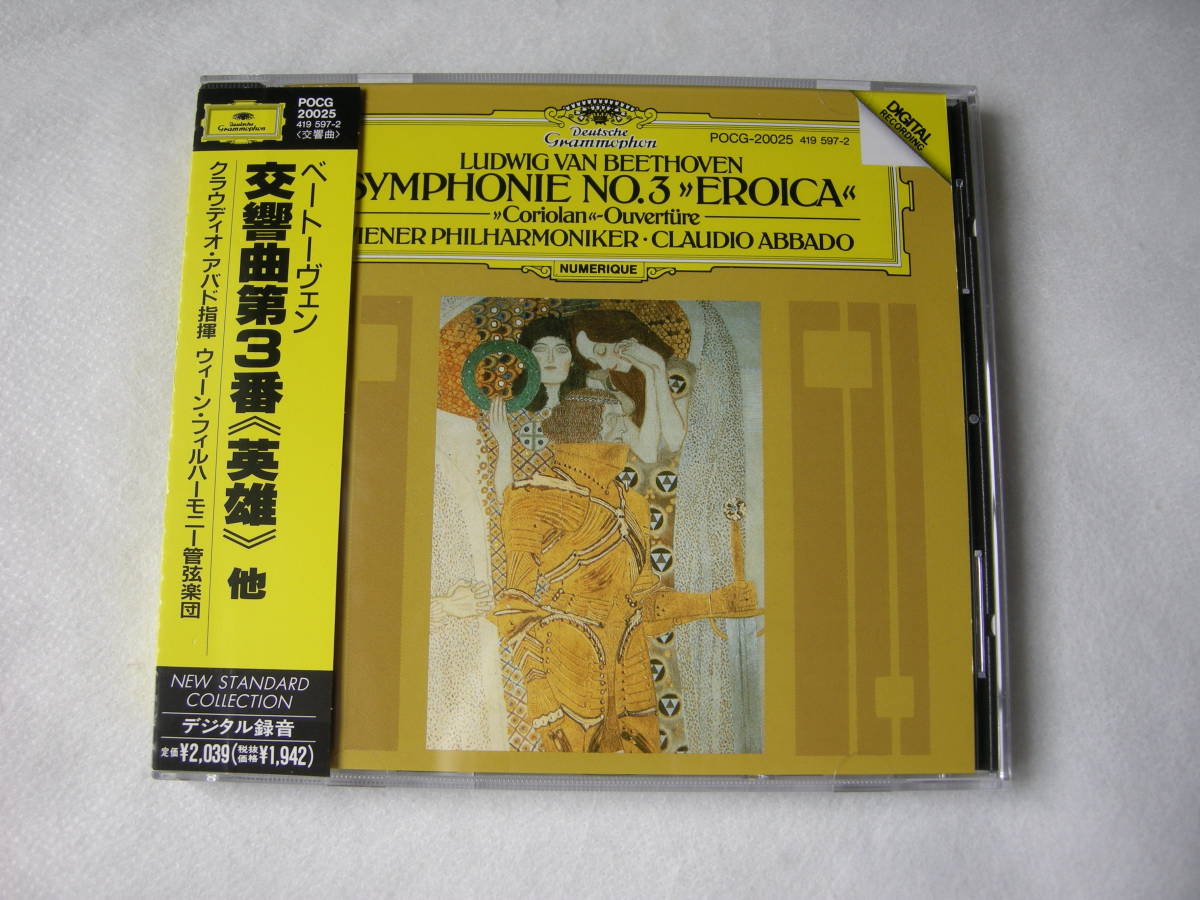 Deutsche
Grammophon
POCG
20025
419 597-2
〈交響曲〉
ベートーヴェン
交響曲第3番《英雄》 他
クラウディオ・アバド指揮 ウィーン・フィルハーモニー管弦楽団
NEW STANDARD
COLLECTION
デジタル録音
定価¥2,039(税抜価格¥1,942)
Deutsche
Grammophon
POCG-20025 419 597-2
DIGITAL
RECORDING
LUDWIG VAN BEETHOVEN
SYMPHONIE NO.3 »EROICA«
»Coriolan«-Ouvertüre
IENER PHILHARMONIKER · CLAUDIO ABBADO
NUMERIQUE